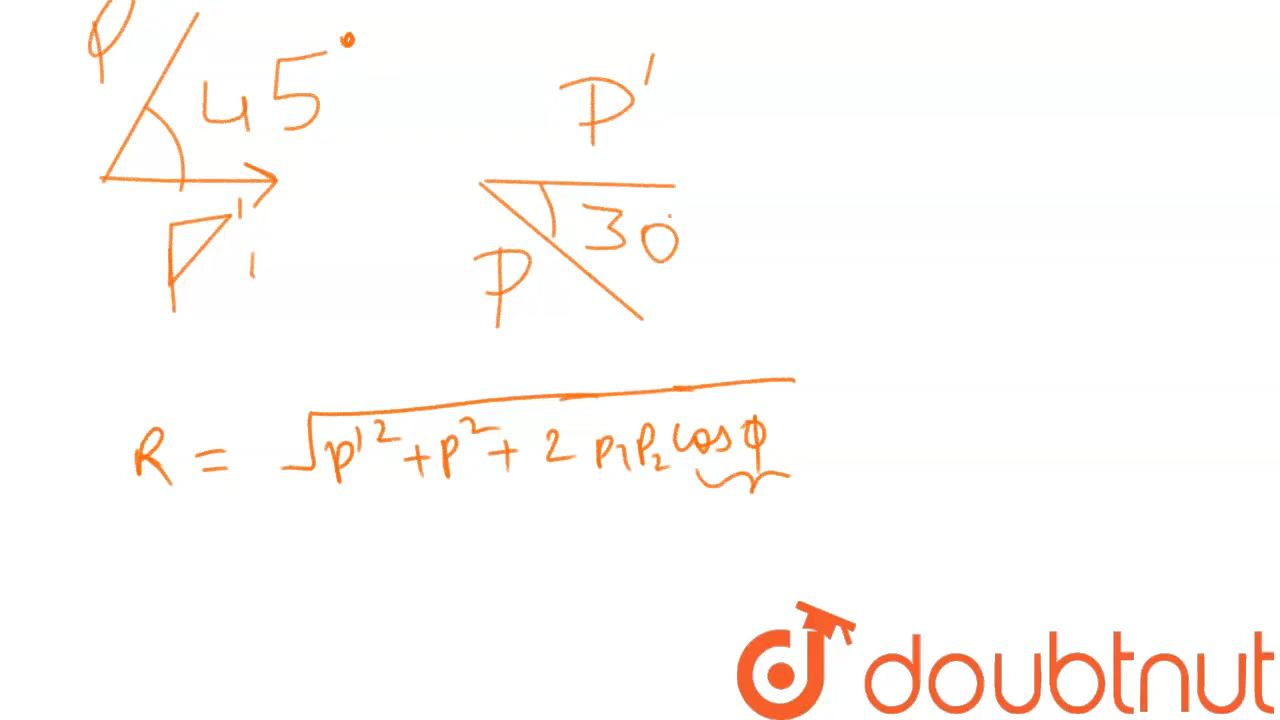 P 45°
P'
P'
30
P
R = √p'² + p² + 2 p₁p₂ cos φ
doubtnut